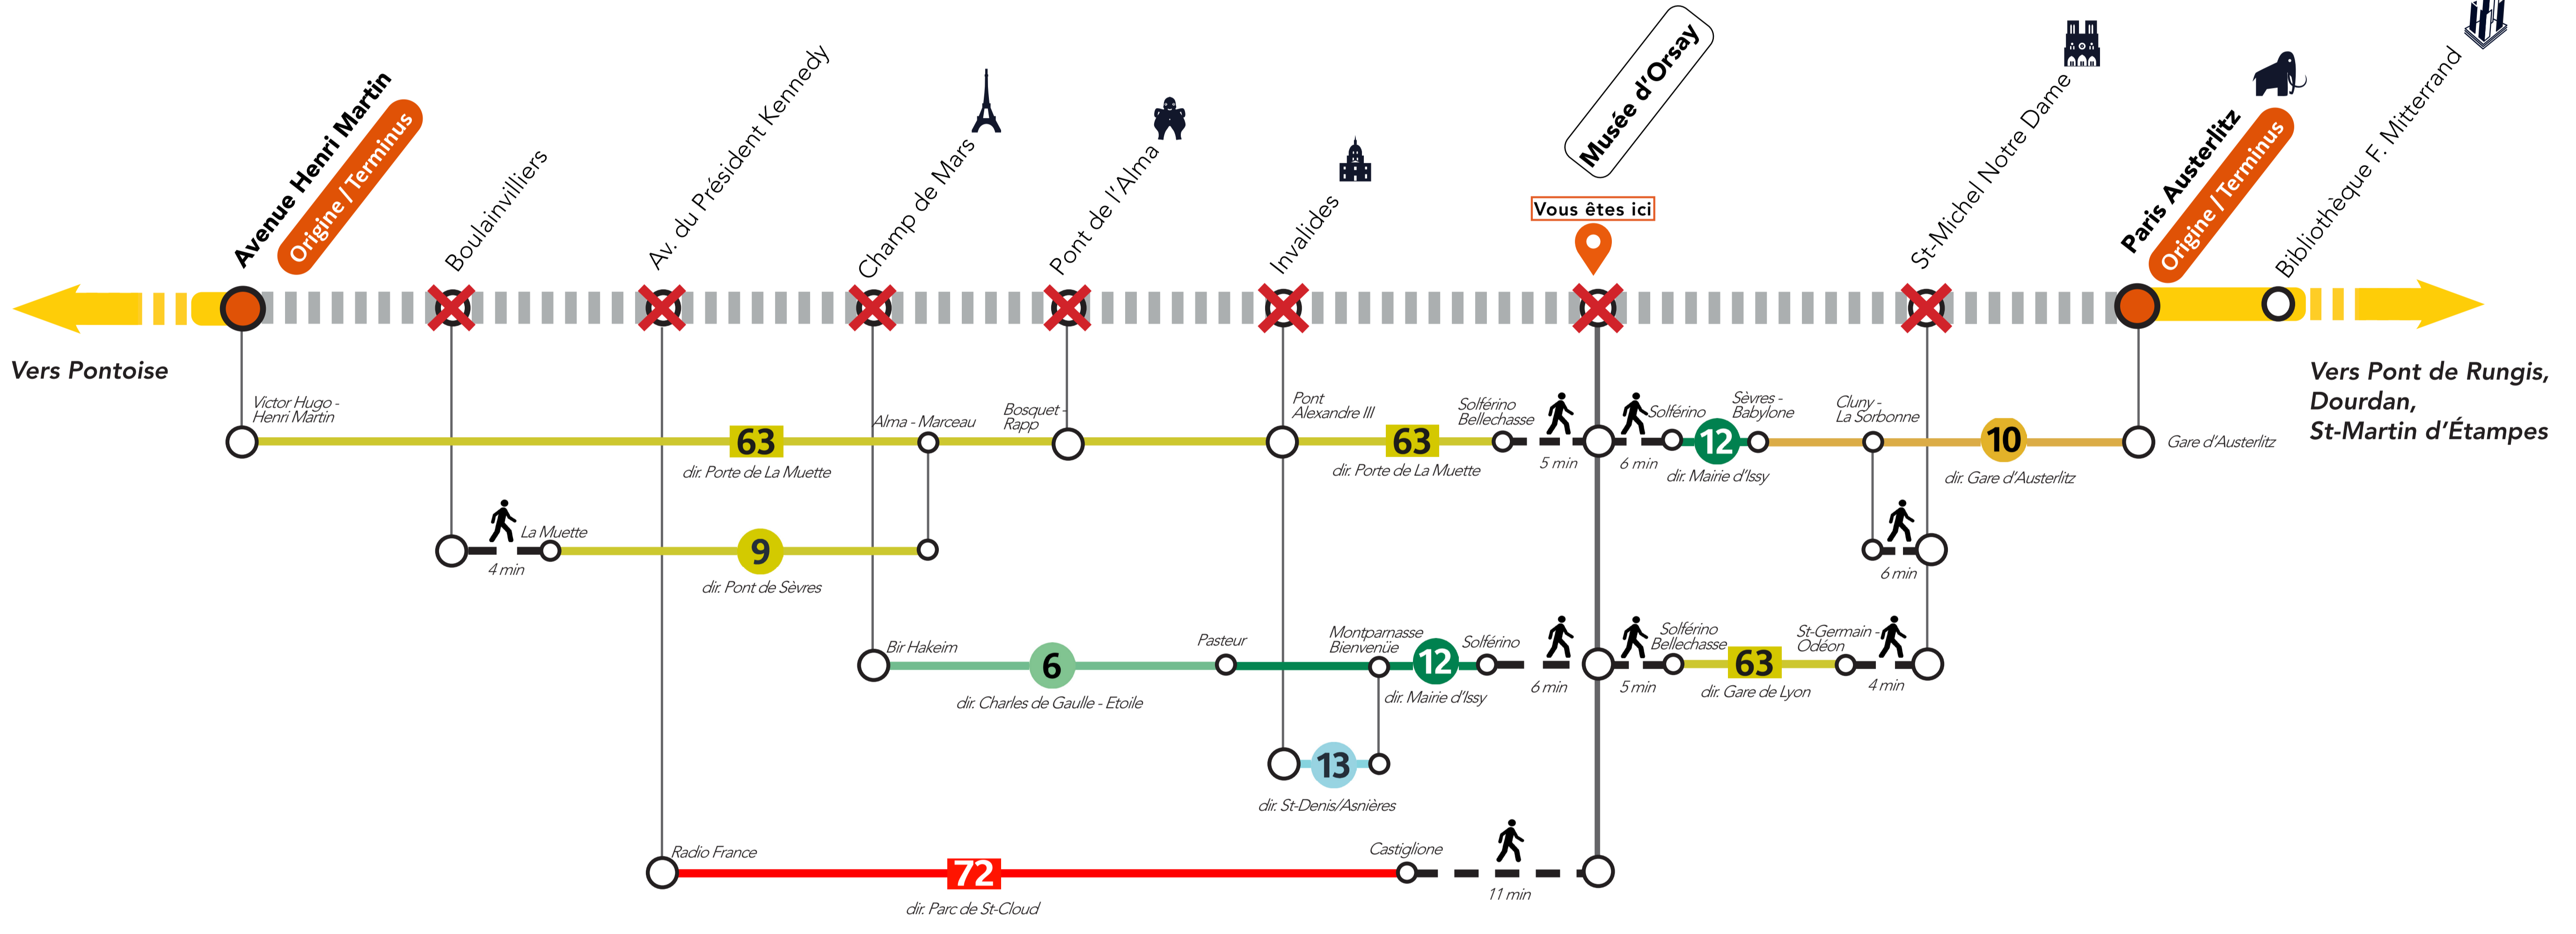 Avenue Henri Martin
Origine / Terminus
Boulainvilliers
Av. du Président Kennedy
Champ de Mars
Pont de l'Alma
Invalides
Musée d'Orsay
Vous êtes ici
St-Michel Notre Dame
Paris Austerlitz
Origine / Terminus
Bibliothèque F. Mitterrand
Vers Pontoise
Vers Pont de Rungis,
Dourdan,
St-Martin d'Étampes
Victor Hugo -
Henri Martin
63
dir. Porte de La Muette
Alma - Marceau
Bosquet -
Rapp
Pont
Alexandre III
63
dir. Porte de La Muette
Solférino
Bellechasse
5 min
6 min
Solférino
12
dir. Mairie d'Issy
Sèvres -
Babylone
Cluny -
La Sorbonne
10
dir. Gare d'Austerlitz
Gare d'Austerlitz
4 min
La Muette
9
dir. Pont de Sèvres
6 min
Bir Hakeim
6
dir. Charles de Gaulle - Etoile
Pasteur
Montparnasse
Bienvenüe
12
dir. Mairie d'Issy
Solférino
6 min
5 min
Solférino
Bellechasse
63
dir. Gare de Lyon
St-Germain -
Odéon
4 min
13
dir. St-Denis/Asnières
Radio France
72
dir. Parc de St-Cloud
Castiglione
11 min